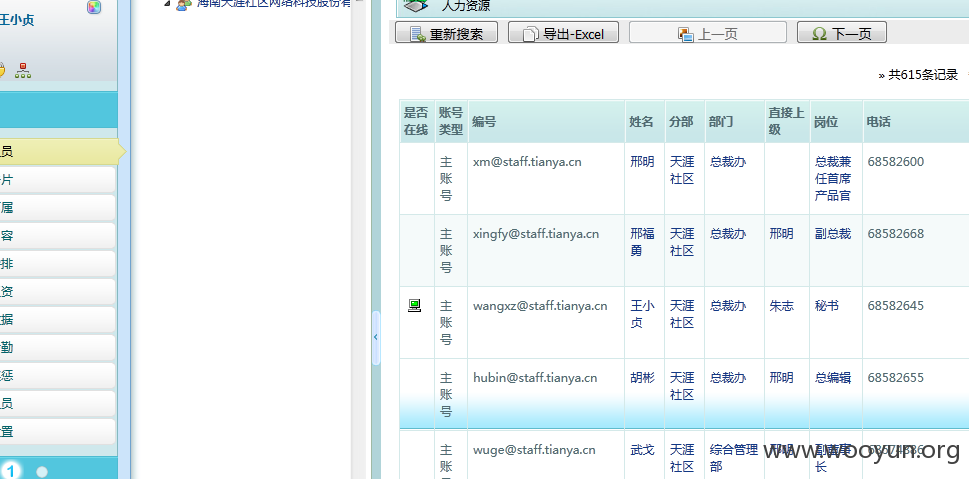 王小贞
员
片
属
容
排
资
据
勤
惩
员
置
1
海南天涯社区网络科技股份有
人力资源
重新搜索
导出-Excel
上一页
Ω 下一页
» 共615条记录
是否在线 账号类型 编号 姓名 分部 部门 直接上级 岗位 电话
主账号 xm@staff.tianya.cn 邢明 天涯社区 总裁办 总裁兼任首席产品官 68582600
主账号 xingfy@staff.tianya.cn 邢福勇 天涯社区 总裁办 邢明 副总裁 68582668
主账号 wangxz@staff.tianya.cn 王小贞 天涯社区 总裁办 朱志 秘书 68582645
主账号 hubin@staff.tianya.cn 胡彬 天涯社区 总裁办 邢明 总编辑 68582655
主账 wuge@staff.tianya.cn 武戈 天涯社区 综合管理部 邢明
www.wooyun.org